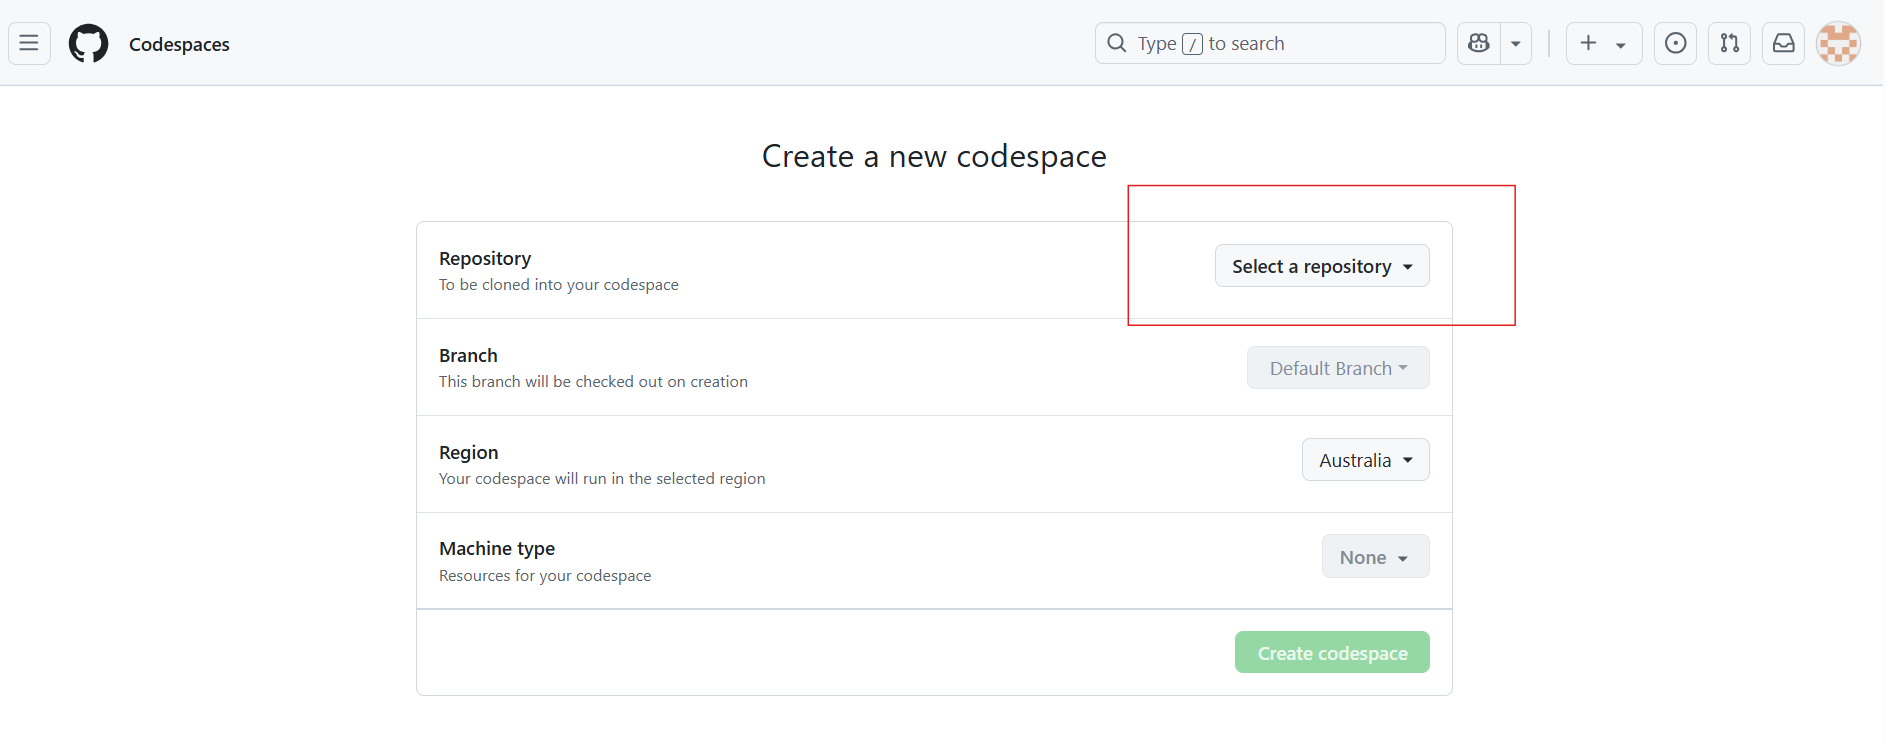 Codespaces
Type / to search
Create a new codespace
Repository
To be cloned into your codespace
Select a repository
Branch
This branch will be checked out on creation
Default Branch
Region
Your codespace will run in the selected region
Australia
Machine type
Resources for your codespace
None
Create codespace